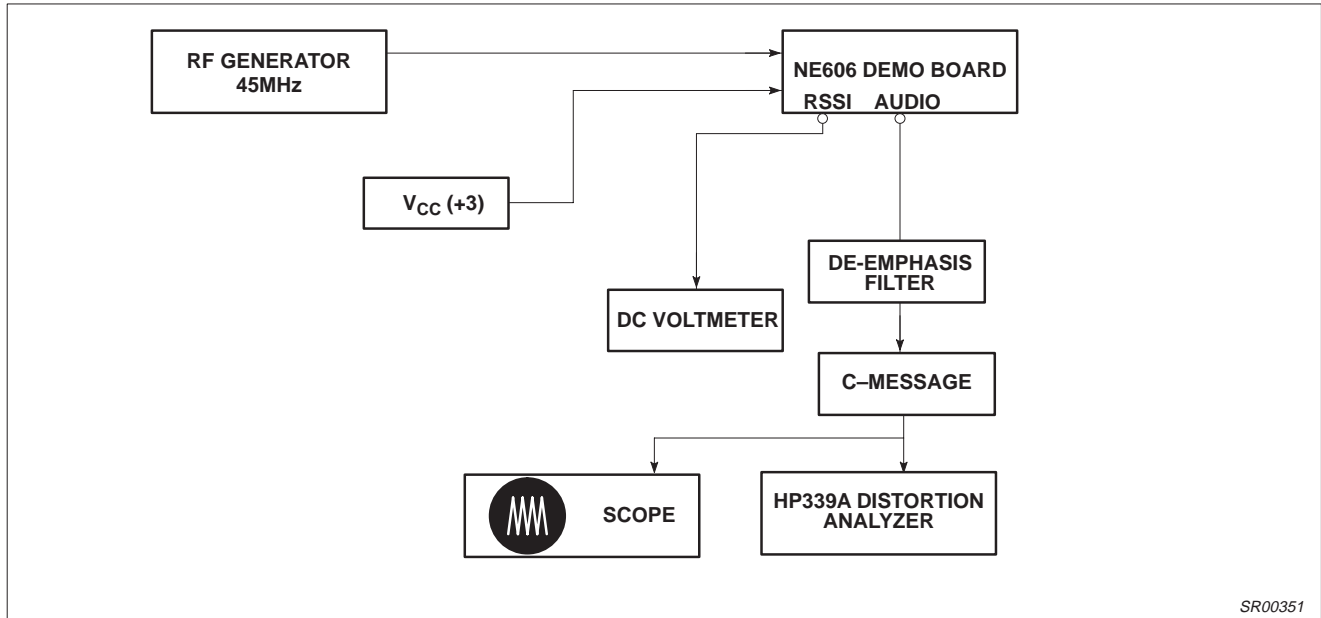 RF GENERATOR
45MHz
NE606 DEMO BOARD
RSSI AUDIO
VCC (+3)
DE-EMPHASIS
FILTER
DC VOLTMETER
C–MESSAGE
SCOPE
HP339A DISTORTION
ANALYZER
SR00351